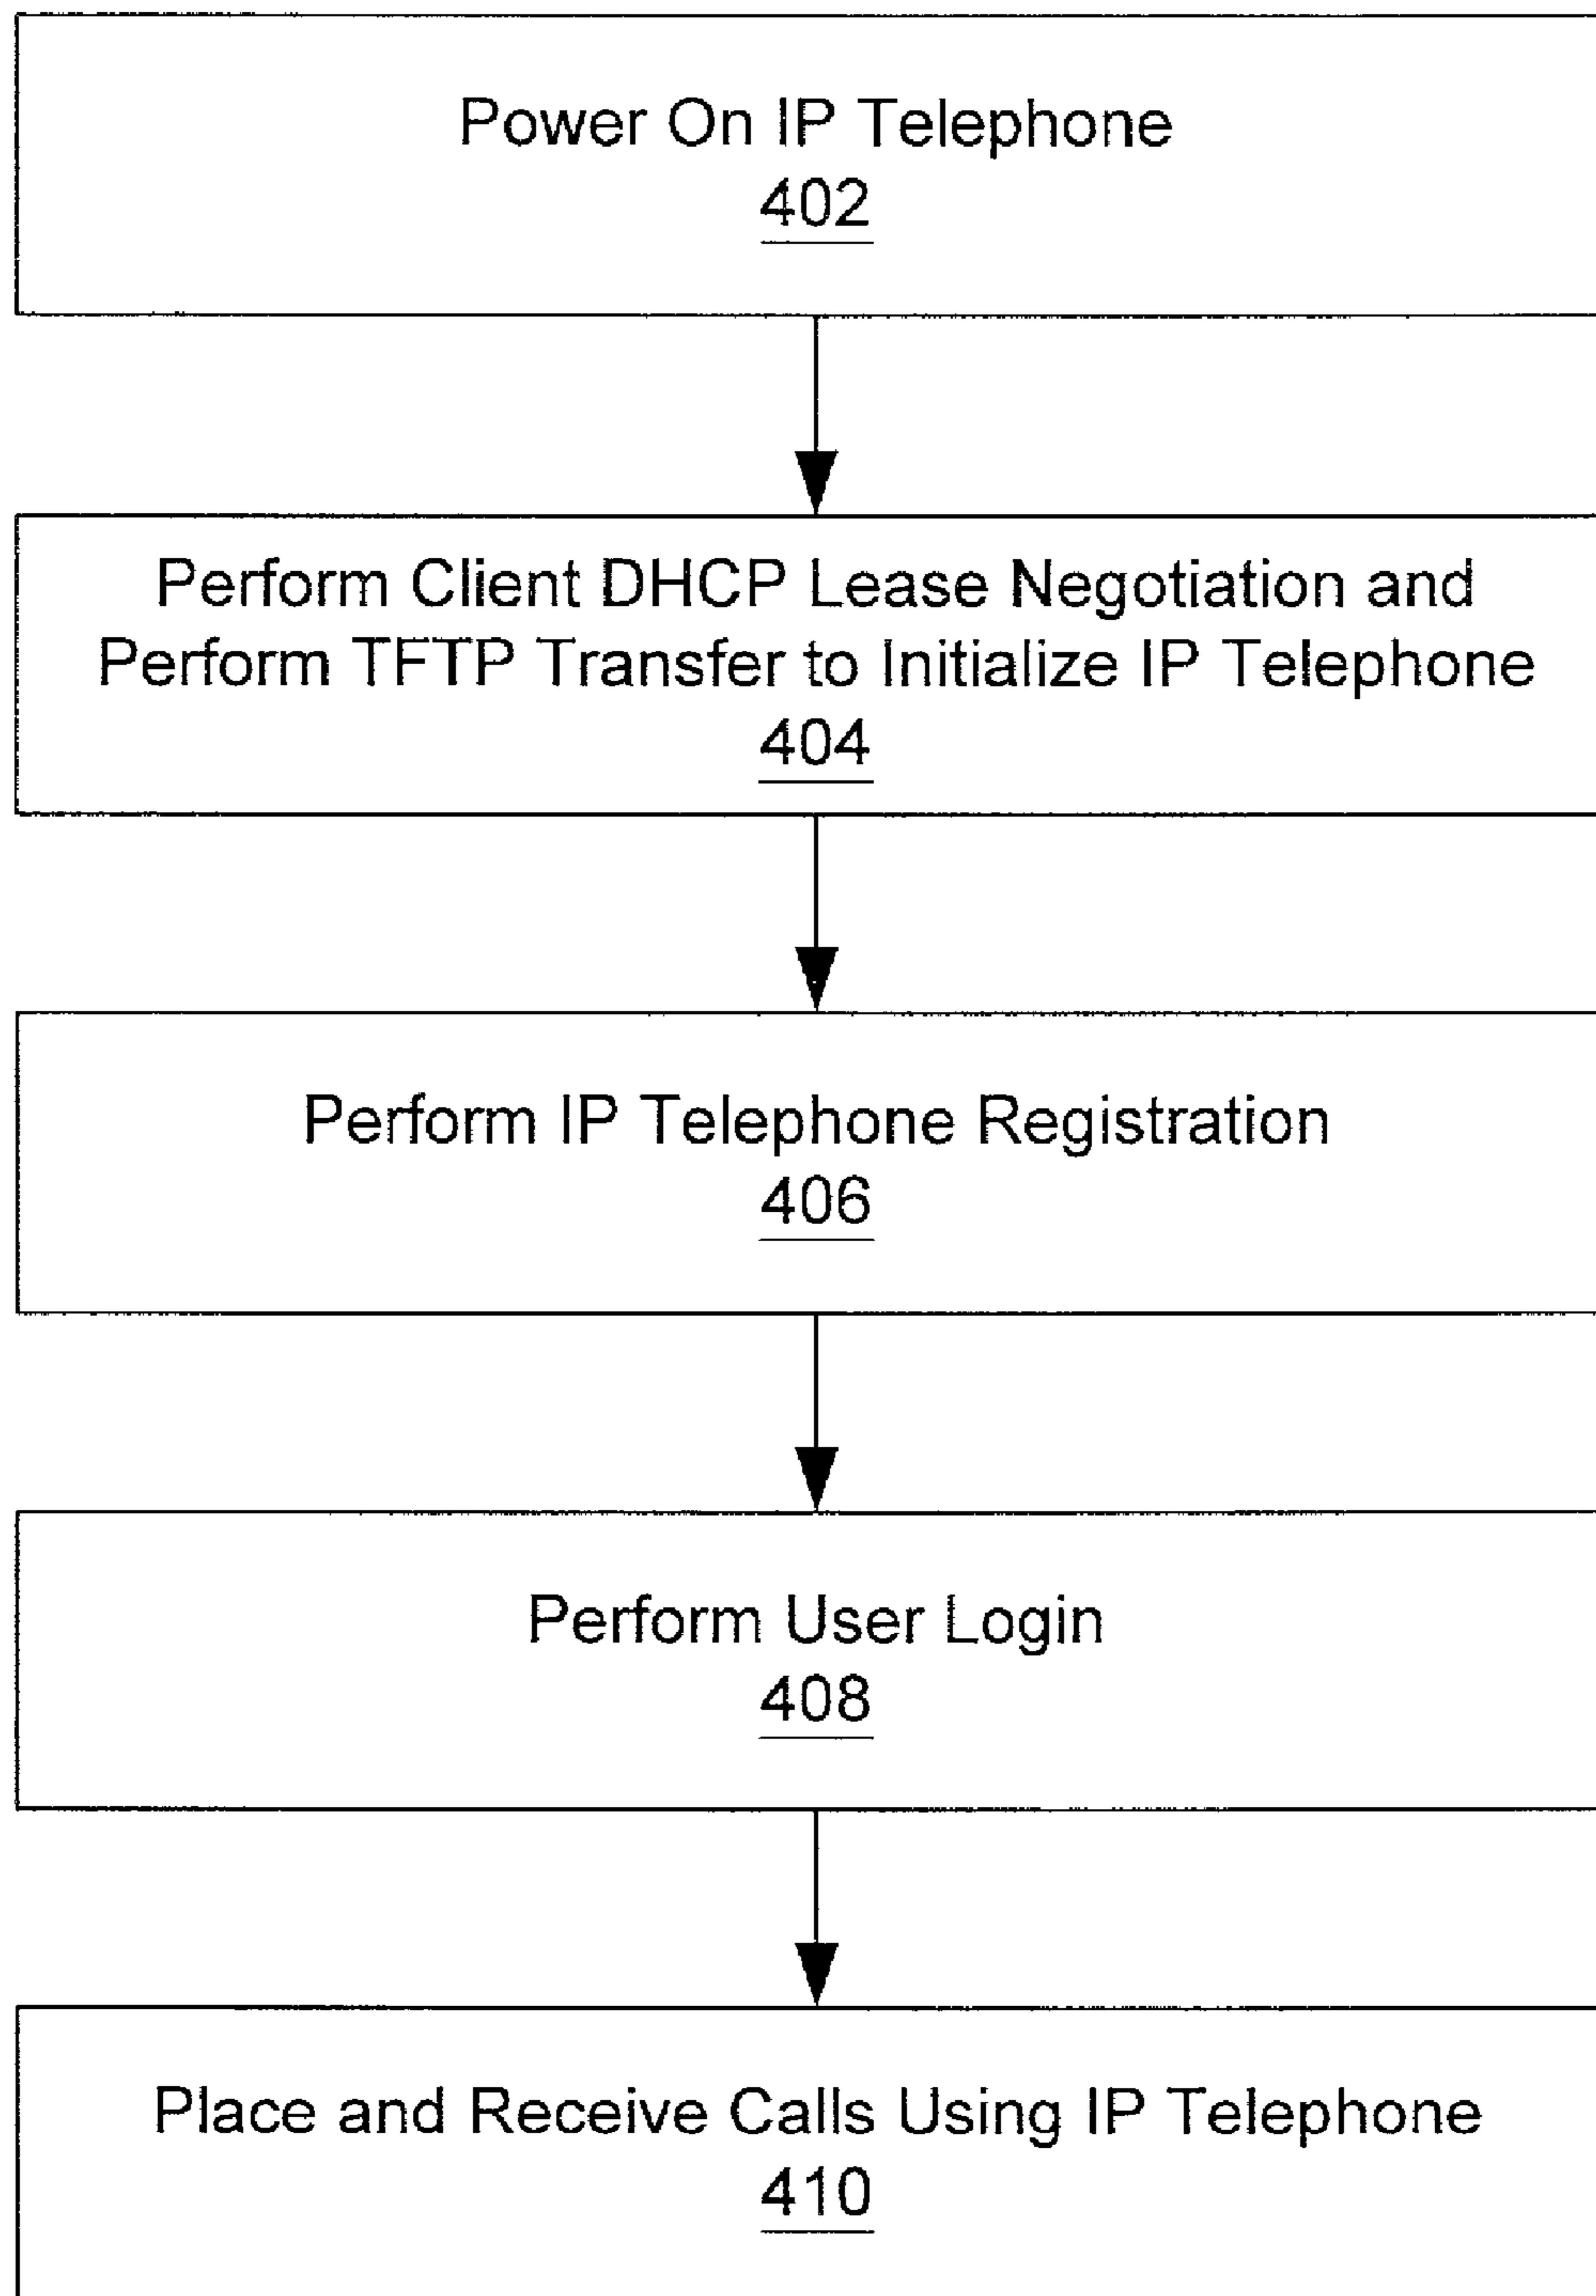 Power On IP Telephone
402
Perform Client DHCP Lease Negotiation and
Perform TFTP Transfer to Initialize IP Telephone
404
Perform IP Telephone Registration
406
Perform User Login
408
Place and Receive Calls Using IP Telephone
410